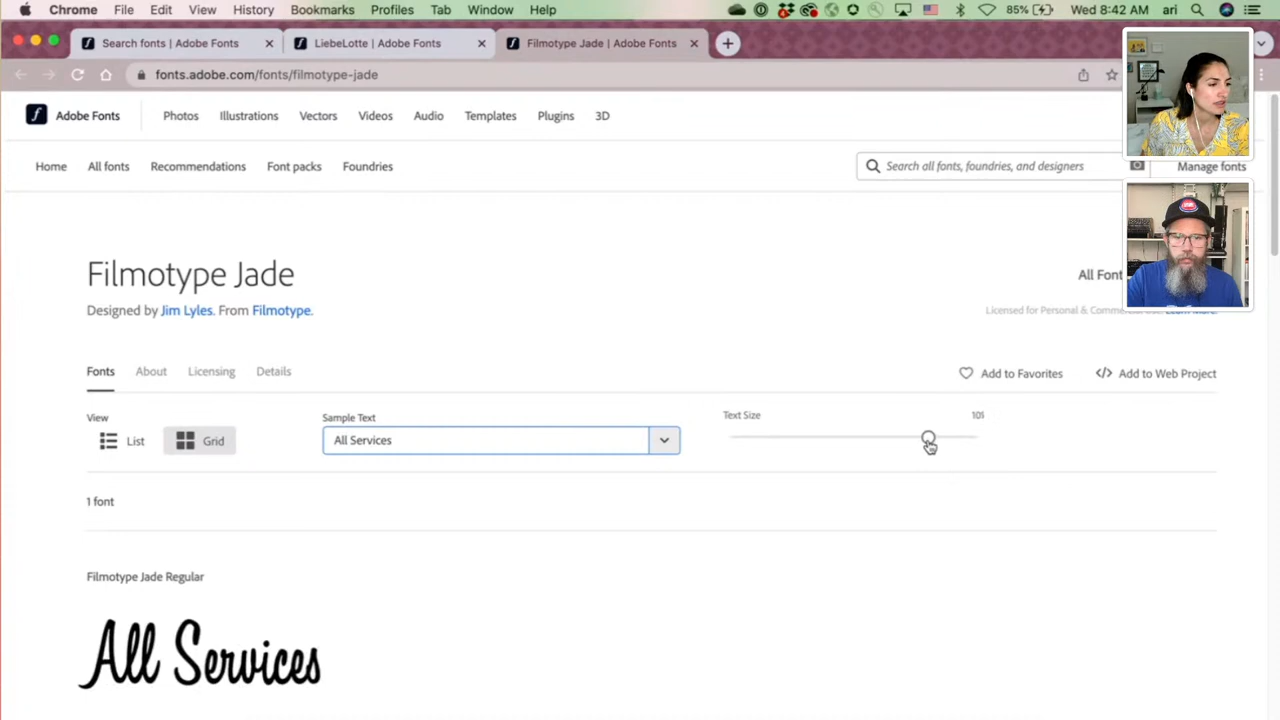 Chrome File Edit View History Bookmarks Profiles Tab Window Help 85% Wed 8:42 AM ari
Search fonts | Adobe Fonts LiebeLotte | Adobe Fonts Filmotype Jade | Adobe Fonts
fonts.adobe.com/fonts/filmotype-jade
Adobe Fonts Photos Illustrations Vectors Videos Audio Templates Plugins 3D
Home All fonts Recommendations Font packs Foundries Search all fonts, foundries, and designers Manage fonts
Filmotype Jade All Font
Designed by Jim Lyles. From Filmotype. Licensed for Personal & Commercial
Fonts About Licensing Details Add to Favorites Add to Web Project
View Sample Text Text Size
List Grid All Services
1 font
Filmotype Jade Regular
All Services